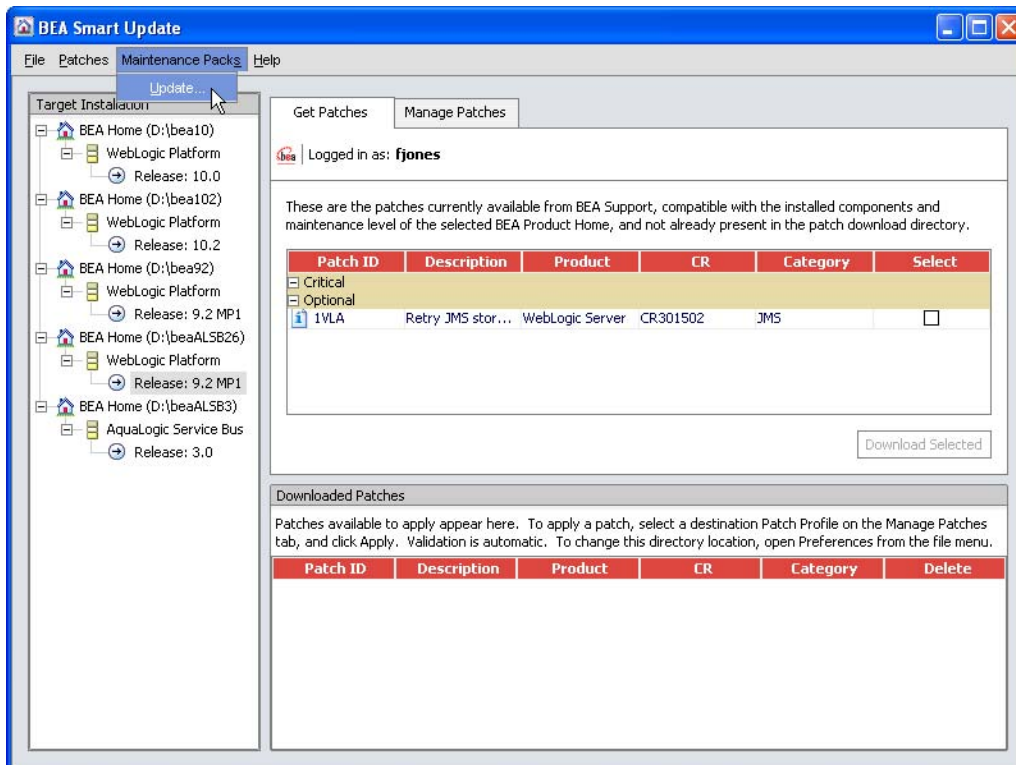 BEA Smart Update
File Patches Maintenance Packs Help
Update...
Target Installation
BEA Home (D:\bea10)
WebLogic Platform
Release: 10.0
BEA Home (D:\bea102)
WebLogic Platform
Release: 10.2
BEA Home (D:\bea92)
WebLogic Platform
Release: 9.2 MP1
BEA Home (D:\beaALSB26)
WebLogic Platform
Release: 9.2 MP1
BEA Home (D:\beaALSB3)
AquaLogic Service Bus
Release: 3.0
Get Patches Manage Patches
bea Logged in as: fjones
These are the patches currently available from BEA Support, compatible with the installed components and
maintenance level of the selected BEA Product Home, and not already present in the patch download directory.
Patch ID Description Product CR Category Select
Critical
Optional
1VLA Retry JMS stor... WebLogic Server CR301502 JMS
Download Selected
Downloaded Patches
Patches available to apply appear here. To apply a patch, select a destination Patch Profile on the Manage Patches
tab, and click Apply. Validation is automatic. To change this directory location, open Preferences from the file menu.
Patch ID Description Product CR Category Delete